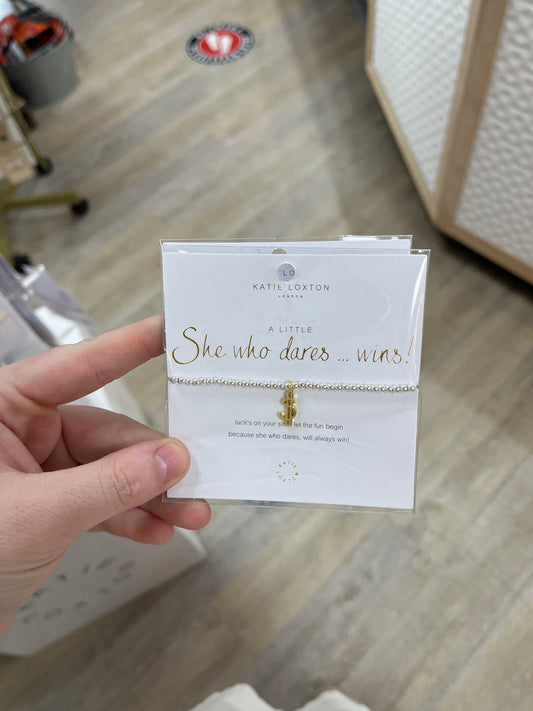 LO
KATIE LOXTON
LONDON
A LITTLE
She who dares ... wins!
luck's on your side let the fun begin
because she who dares, will always win!